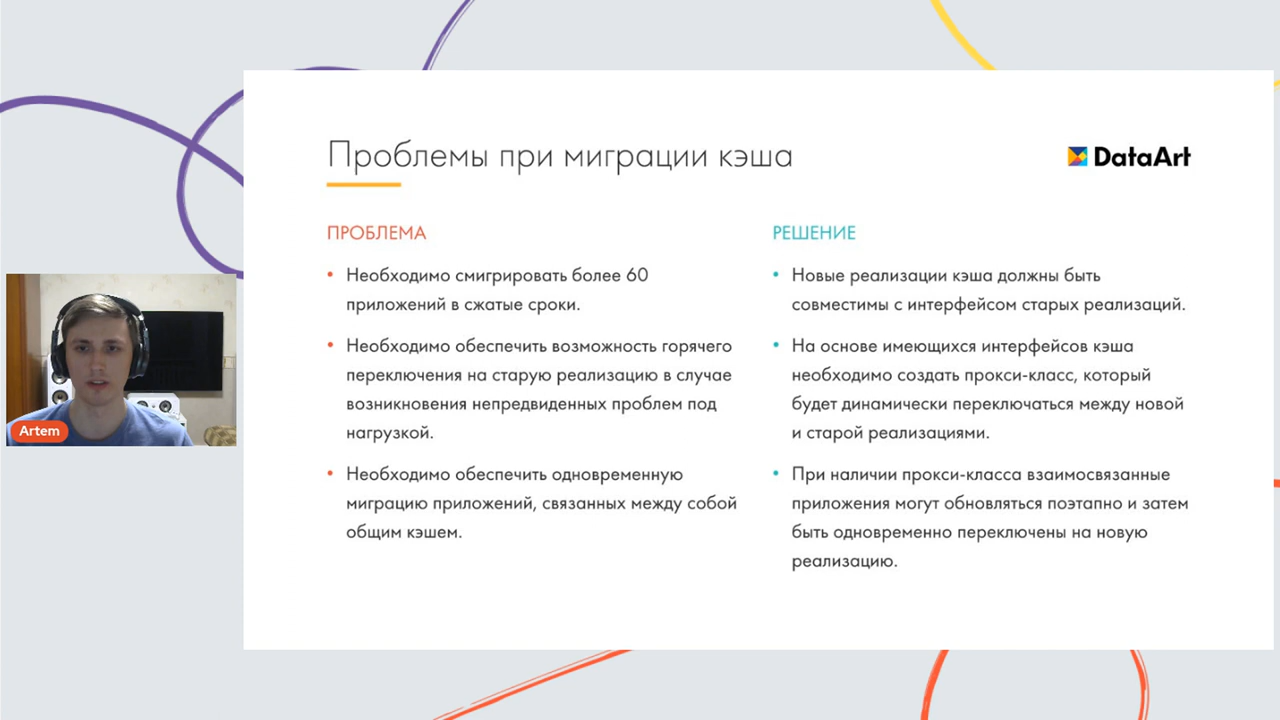 Проблемы при миграции кэша
DataArt
ПРОБЛЕМА
• Необходимо смигрировать более 60
приложений в сжатые сроки.
• Необходимо обеспечить возможность горячего
переключения на старую реализацию в случае
возникновения непредвиденных проблем под
нагрузкой.
• Необходимо обеспечить одновременную
миграцию приложений, связанных между собой
общим кэшем.
РЕШЕНИЕ
• Новые реализации кэша должны быть
совместимы с интерфейсом старых реализаций.
• На основе имеющихся интерфейсов кэша
необходимо создать прокси-класс, который
будет динамически переключаться между новой
и старой реализациями.
• При наличии прокси-класса взаимосвязанные
приложения могут обновляться поэтапно и затем
быть одновременно переключены на новую
реализацию.
Artem